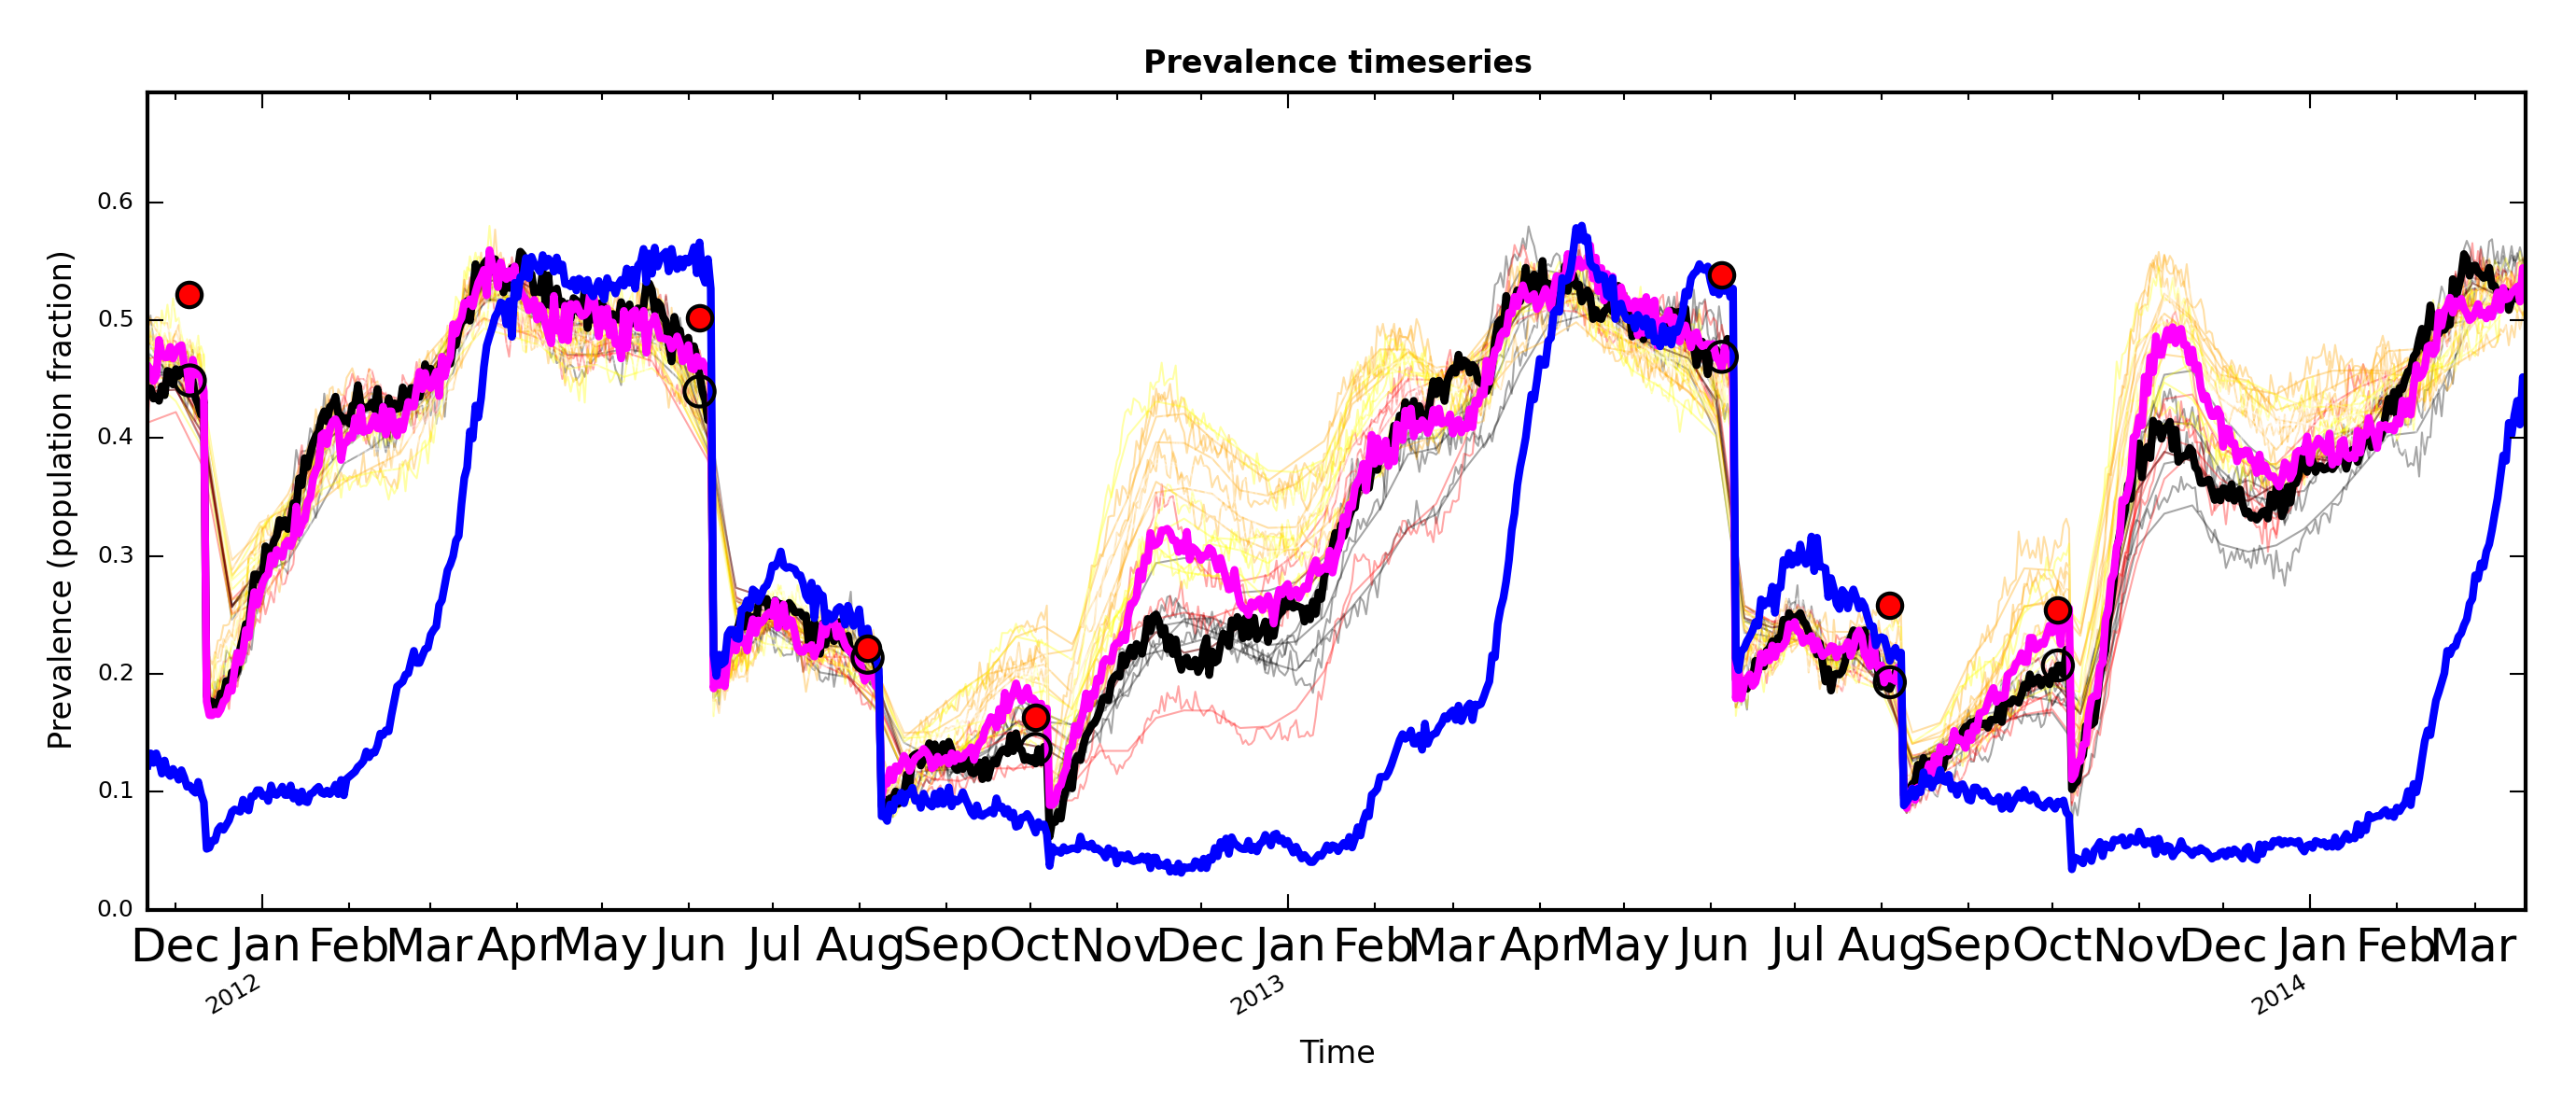 Prevalence timeseries
Prevalence (population fraction)
0.6
0.5
0.4
0.3
0.2
0.1
0.0
Dec Jan Feb Mar Apr May Jun Jul Aug Sep Oct Nov Dec Jan Feb Mar Apr May Jun Jul Aug Sep Oct Nov Dec Jan Feb Mar
2012 2013 2014
Time